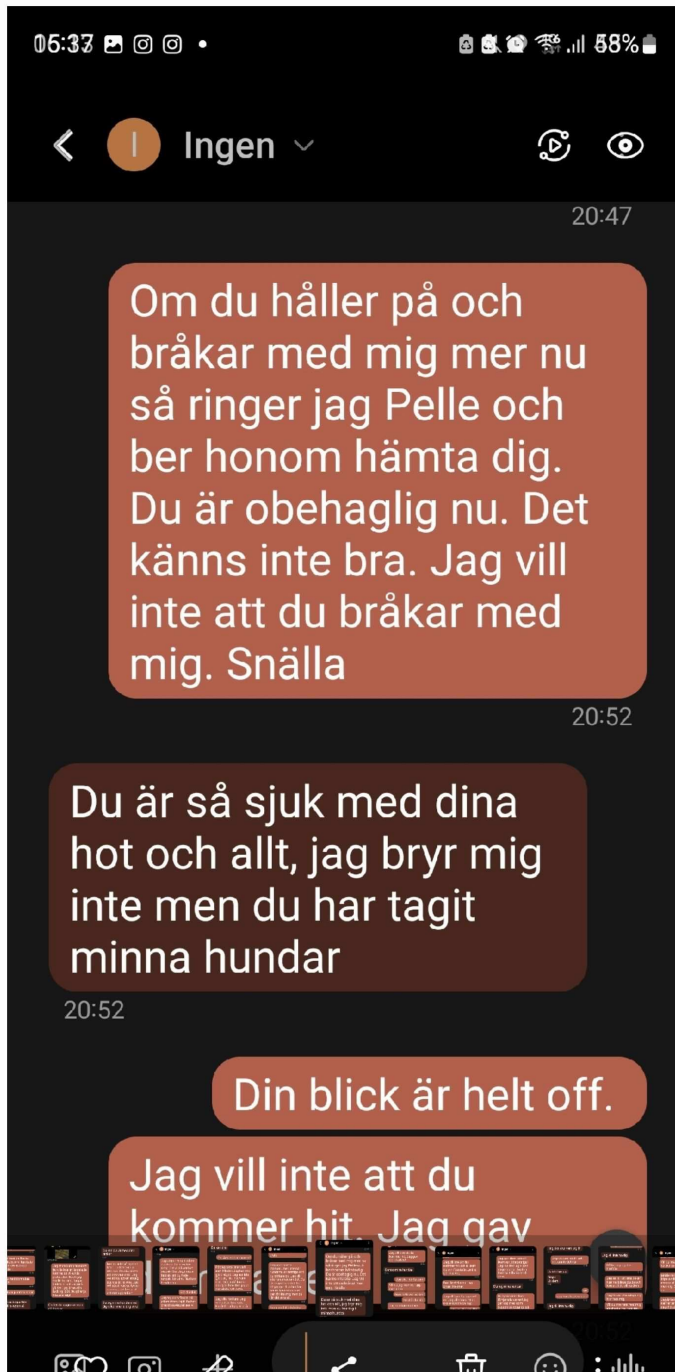 Ingen
20:47
Om du håller på och
bråkar med mig mer nu
så ringer jag Pelle och
ber honom hämta dig.
Du är obehaglig nu. Det
känns inte bra. Jag vill
inte att du bråkar med
mig. Snälla
20:52
Du är så sjuk med dina
hot och allt, jag bryr mig
inte men du har tagit
minna hundar
20:52
Din blick är helt off.
Jag vill inte att du
kommer hit. Jag gav
20:52